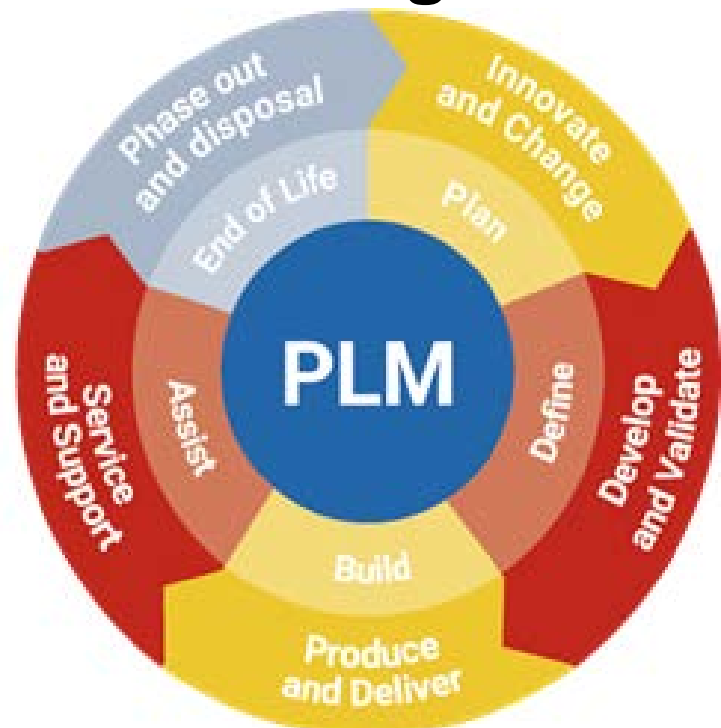 Innovate
and Change
Plan
Develop
and Validate
Define
Produce
and Deliver
Build
Service
and Support
Assist
Phase out
and disposal
End of Life
PLM